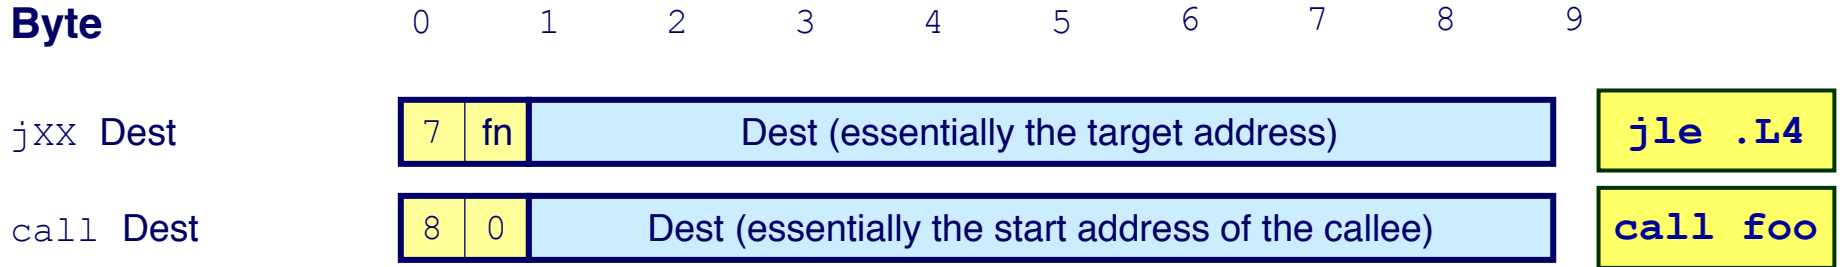 Byte 0 1 2 3 4 5 6 7 8 9
jXX Dest 7 fn Dest (essentially the target address) jle .L4
call Dest 8 0 Dest (essentially the start address of the callee) call foo